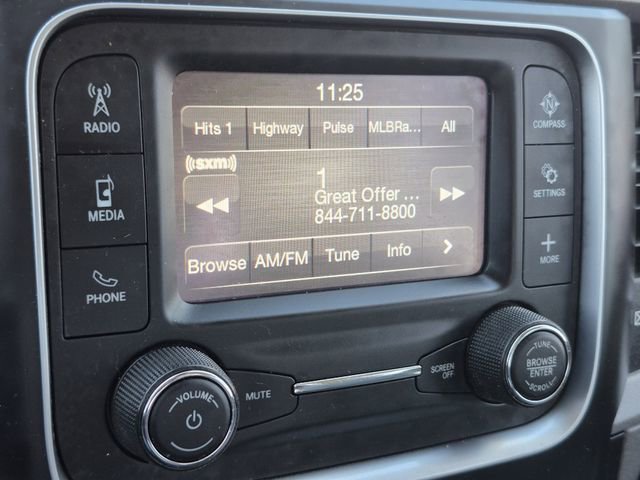 11:25
Hits 1 Highway Pulse MLBRa... All
((sxm))
1
Great Offer ...
844-711-8800
Browse AM/FM Tune Info
RADIO
MEDIA
PHONE
N
COMPASS
SETTINGS
+
MORE
VOLUME
MUTE
SCREEN
OFF
TUNE
BROWSE
ENTER
SCROLL